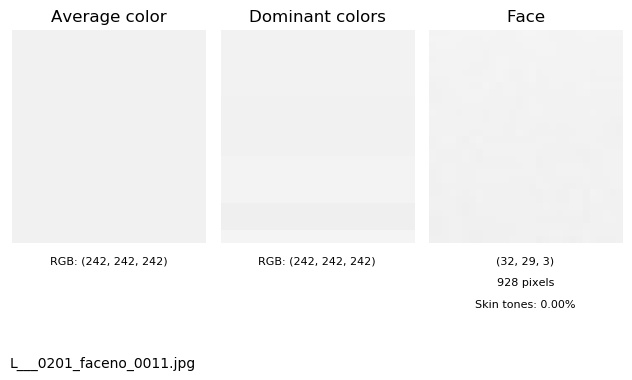 Average color
Dominant colors
Face
RGB: (242, 242, 242)
RGB: (242, 242, 242)
(32, 29, 3)
928 pixels
Skin tones: 0.00%
L___0201_faceno_0011.jpg